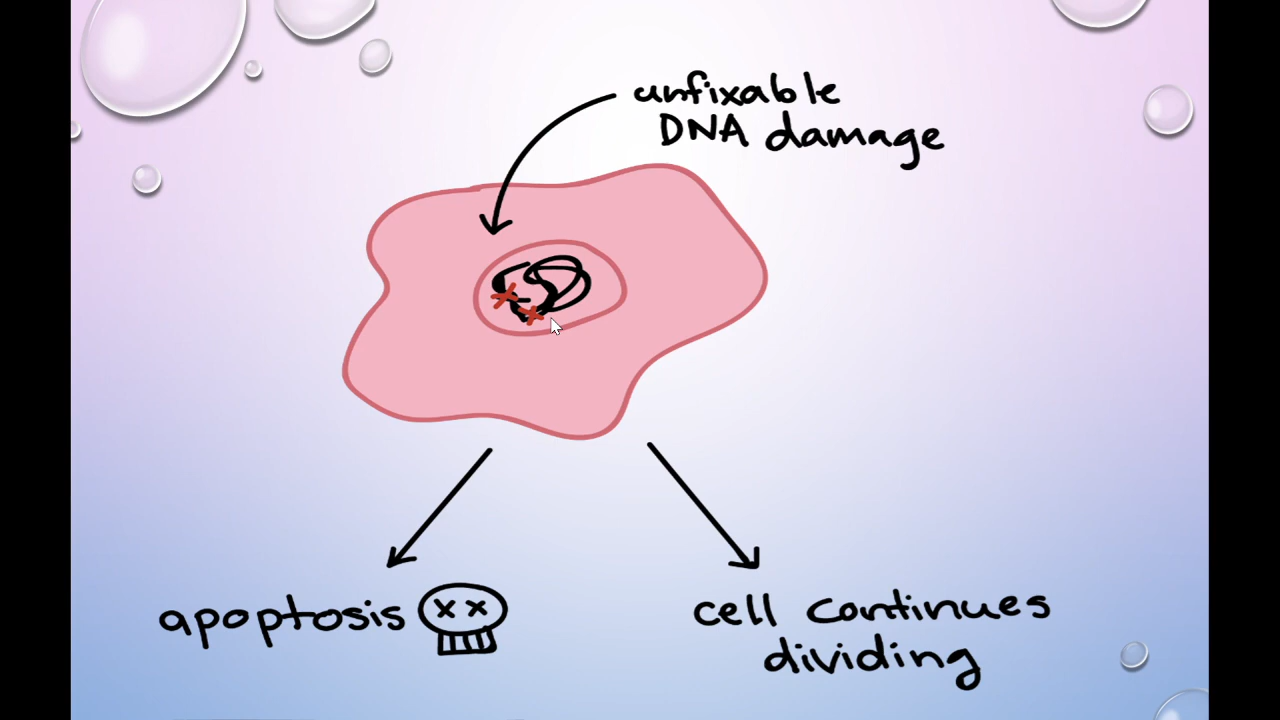 unfixable
DNA damage
apoptosis
cell continues
dividing